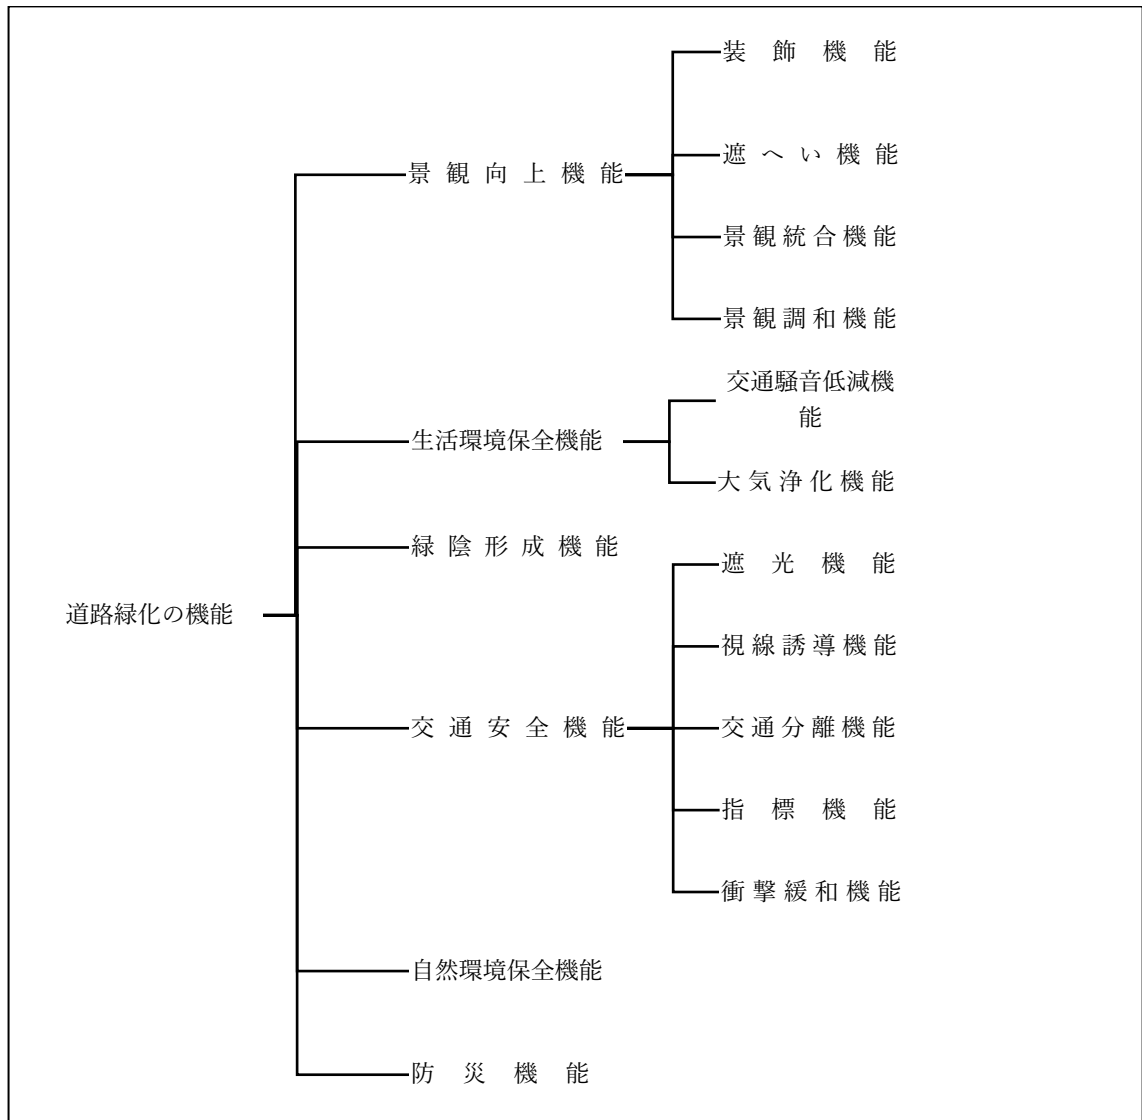 道路緑化の機能
景観向上機能
装飾機能
遮へい機能
景観統合機能
景観調和機能
生活環境保全機能
交通騒音低減機
能
大気浄化機能
緑陰形成機能
交通安全機能
遮光機能
視線誘導機能
交通分離機能
指標機能
衝撃緩和機能
自然環境保全機能
防災機能